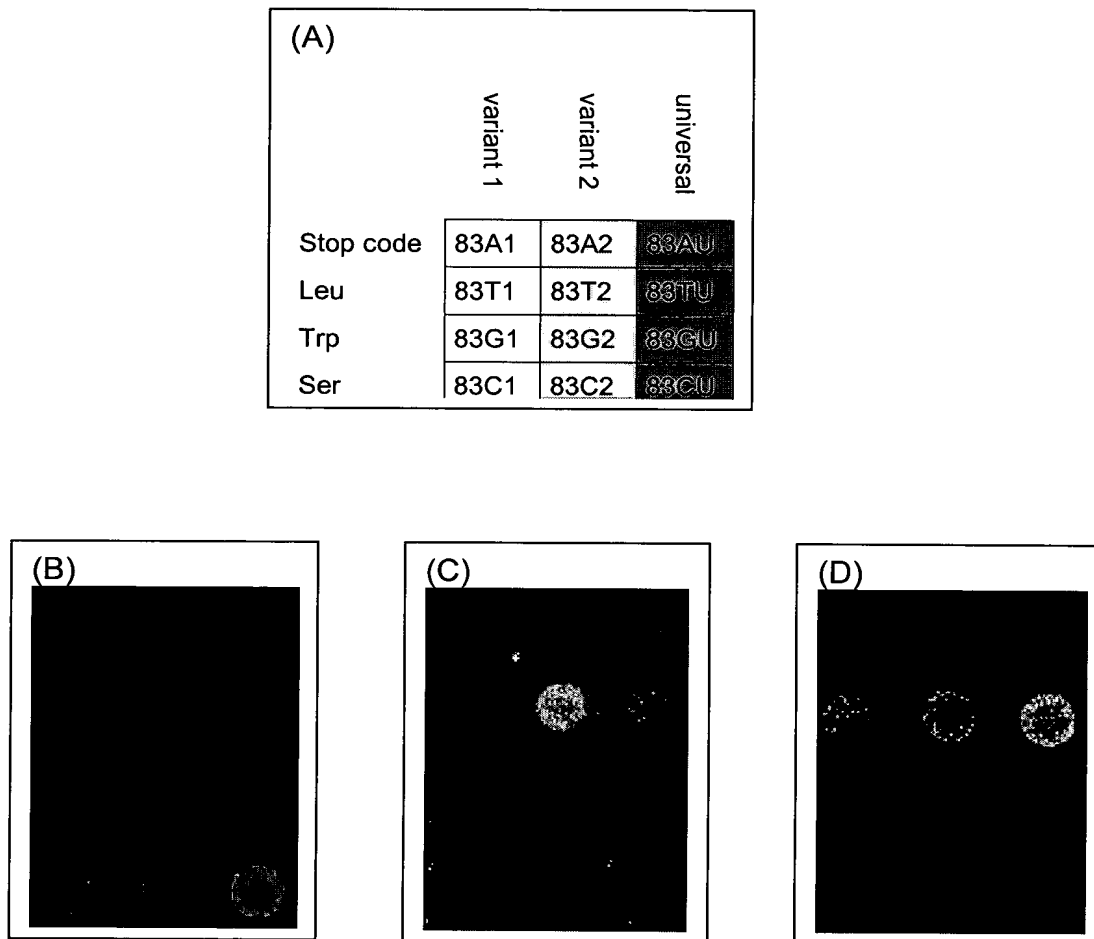 (A)
variant 1 variant 2 universal
Stop code 83A1 83A2 83AU
Leu 83T1 83T2 83TU
Trp 83G1 83G2 83GU
Ser 83C1 83C2 83CU
(B) (C) (D)